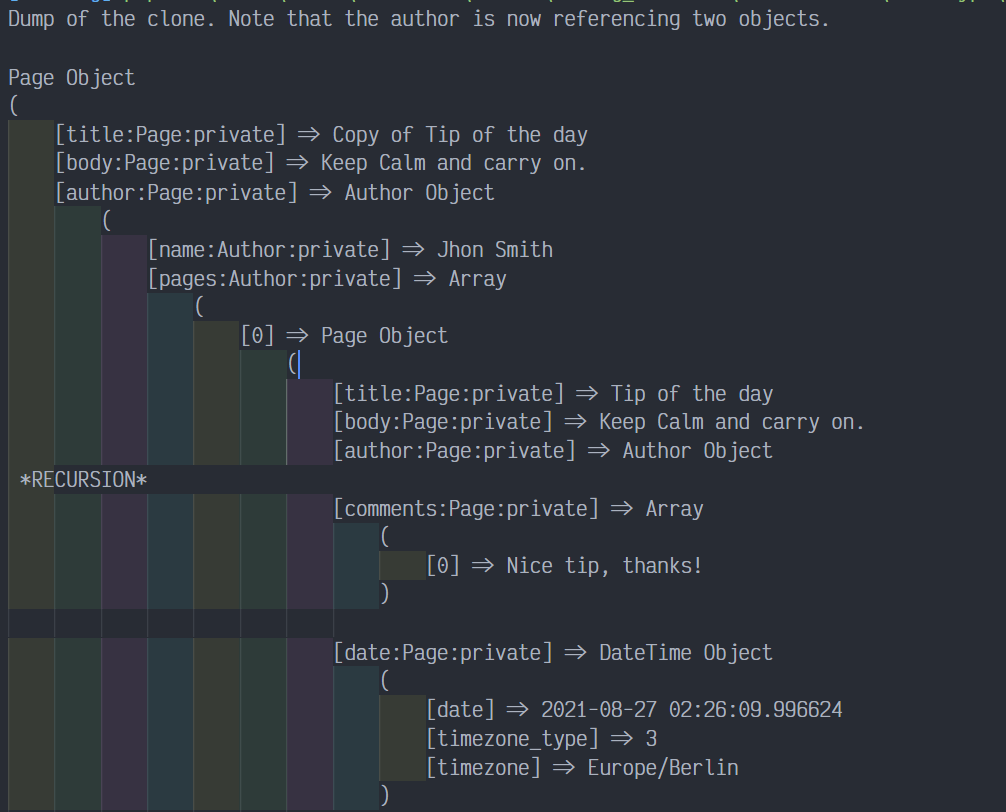 Dump of the clone. Note that the author is now referencing two objects.
Page Object
(
[title:Page:private] => Copy of Tip of the day
[body:Page:private] => Keep Calm and carry on.
[author:Page:private] => Author Object
(
[name:Author:private] => Jhon Smith
[pages:Author:private] => Array
(
[0] => Page Object
(
[title:Page:private] => Tip of the day
[body:Page:private] => Keep Calm and carry on.
[author:Page:private] => Author Object
*RECURSION*
[comments:Page:private] => Array
(
[0] => Nice tip, thanks!
)
[date:Page:private] => DateTime Object
(
[date] => 2021-08-27 02:26:09.996624
[timezone_type] => 3
[timezone] => Europe/Berlin
)